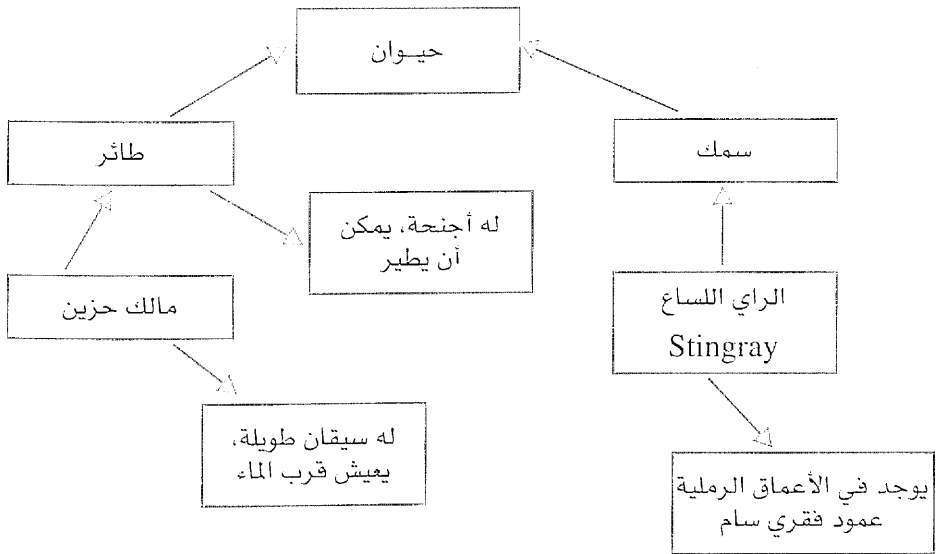 حيـوان
طائر
سمك
له أجنحة، يمكن
أن يطير
مالك حزين
الراي اللساع
Stingray
له سيقان طويلة،
يعيش قرب الماء
يوجد في الأعماق الرملية
عمود فقري سام